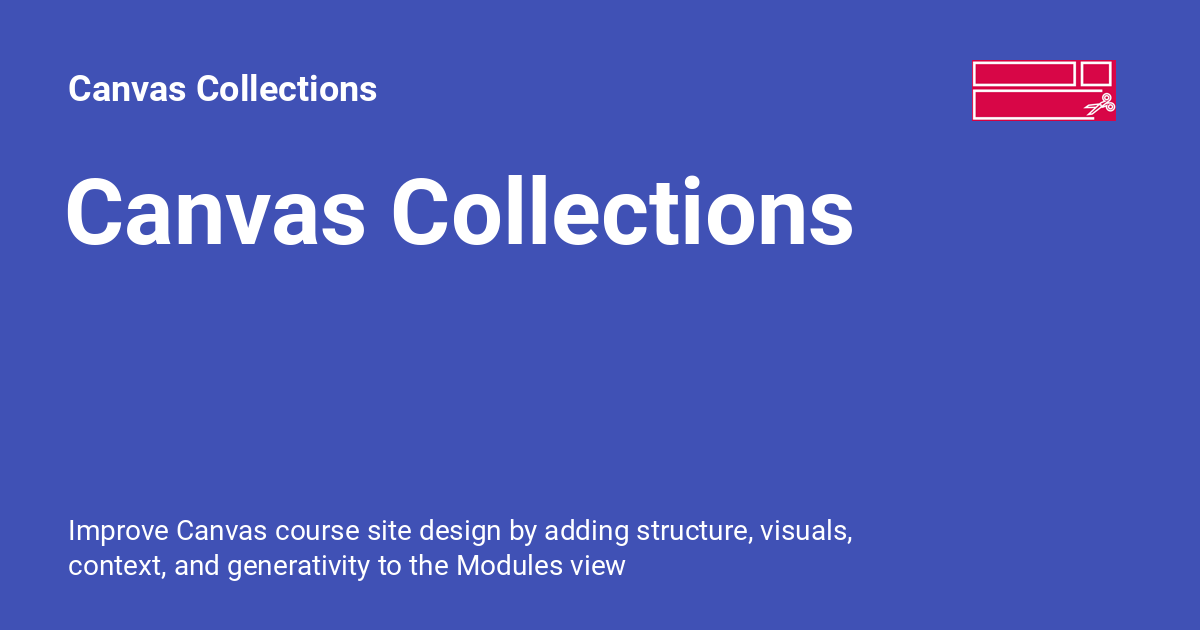 Canvas Collections
Canvas Collections
Improve Canvas course site design by adding structure, visuals,
context, and generativity to the Modules view